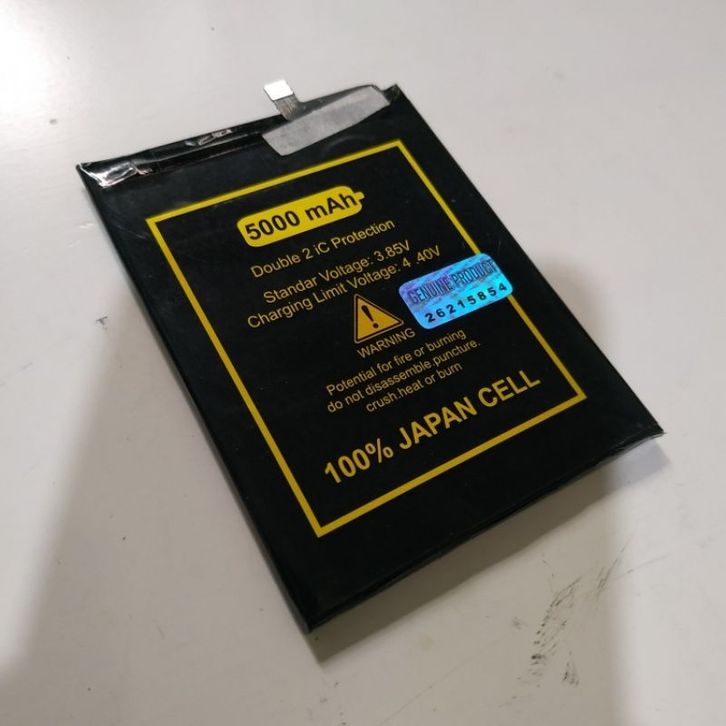 5000 mAh
Double 2 iC Protection
Standar Voltage: 3.85V
Charging Limit Voltage: 4 .40V
GENUINE PRODUCT
26215854
WARNING
Potential for fire or burning
do not disassemble.puncture.
crush.heat or burn
100% JAPAN CELL